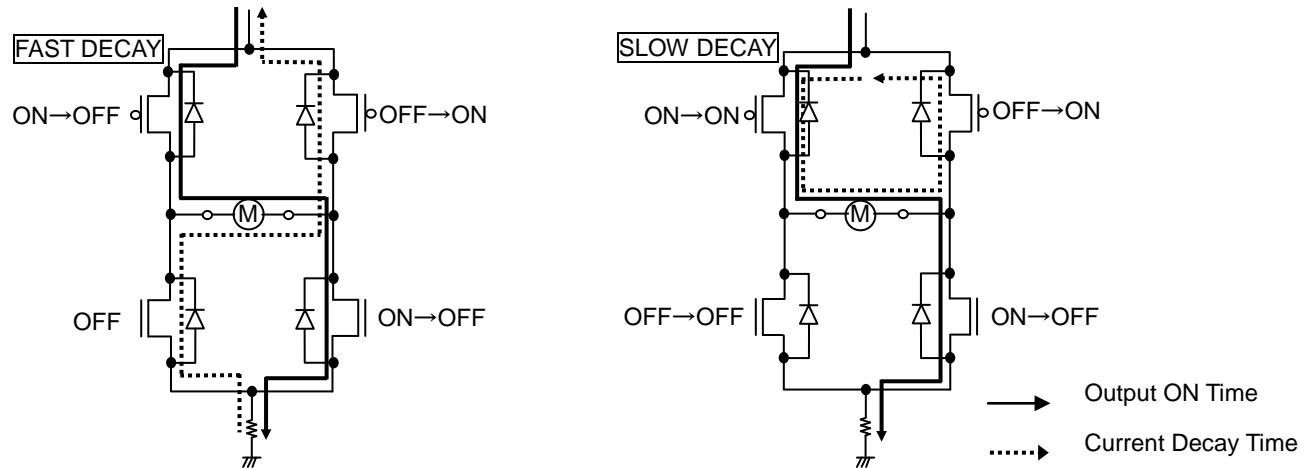 FAST DECAY
ON→OFF
OFF→ON
M
OFF
ON→OFF
SLOW DECAY
ON→ON
OFF→ON
M
OFF→OFF
ON→OFF
Output ON Time
Current Decay Time